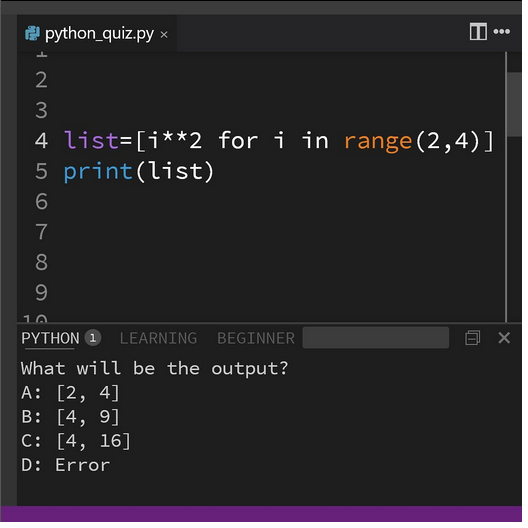 python_quiz.py ×
1
2
3
4 list=[i**2 for i in range(2,4)]
5 print(list)
6
7
8
9
10
PYTHON 1 LEARNING BEGINNER
What will be the output?
A: [2, 4]
B: [4, 9]
C: [4, 16]
D: Error